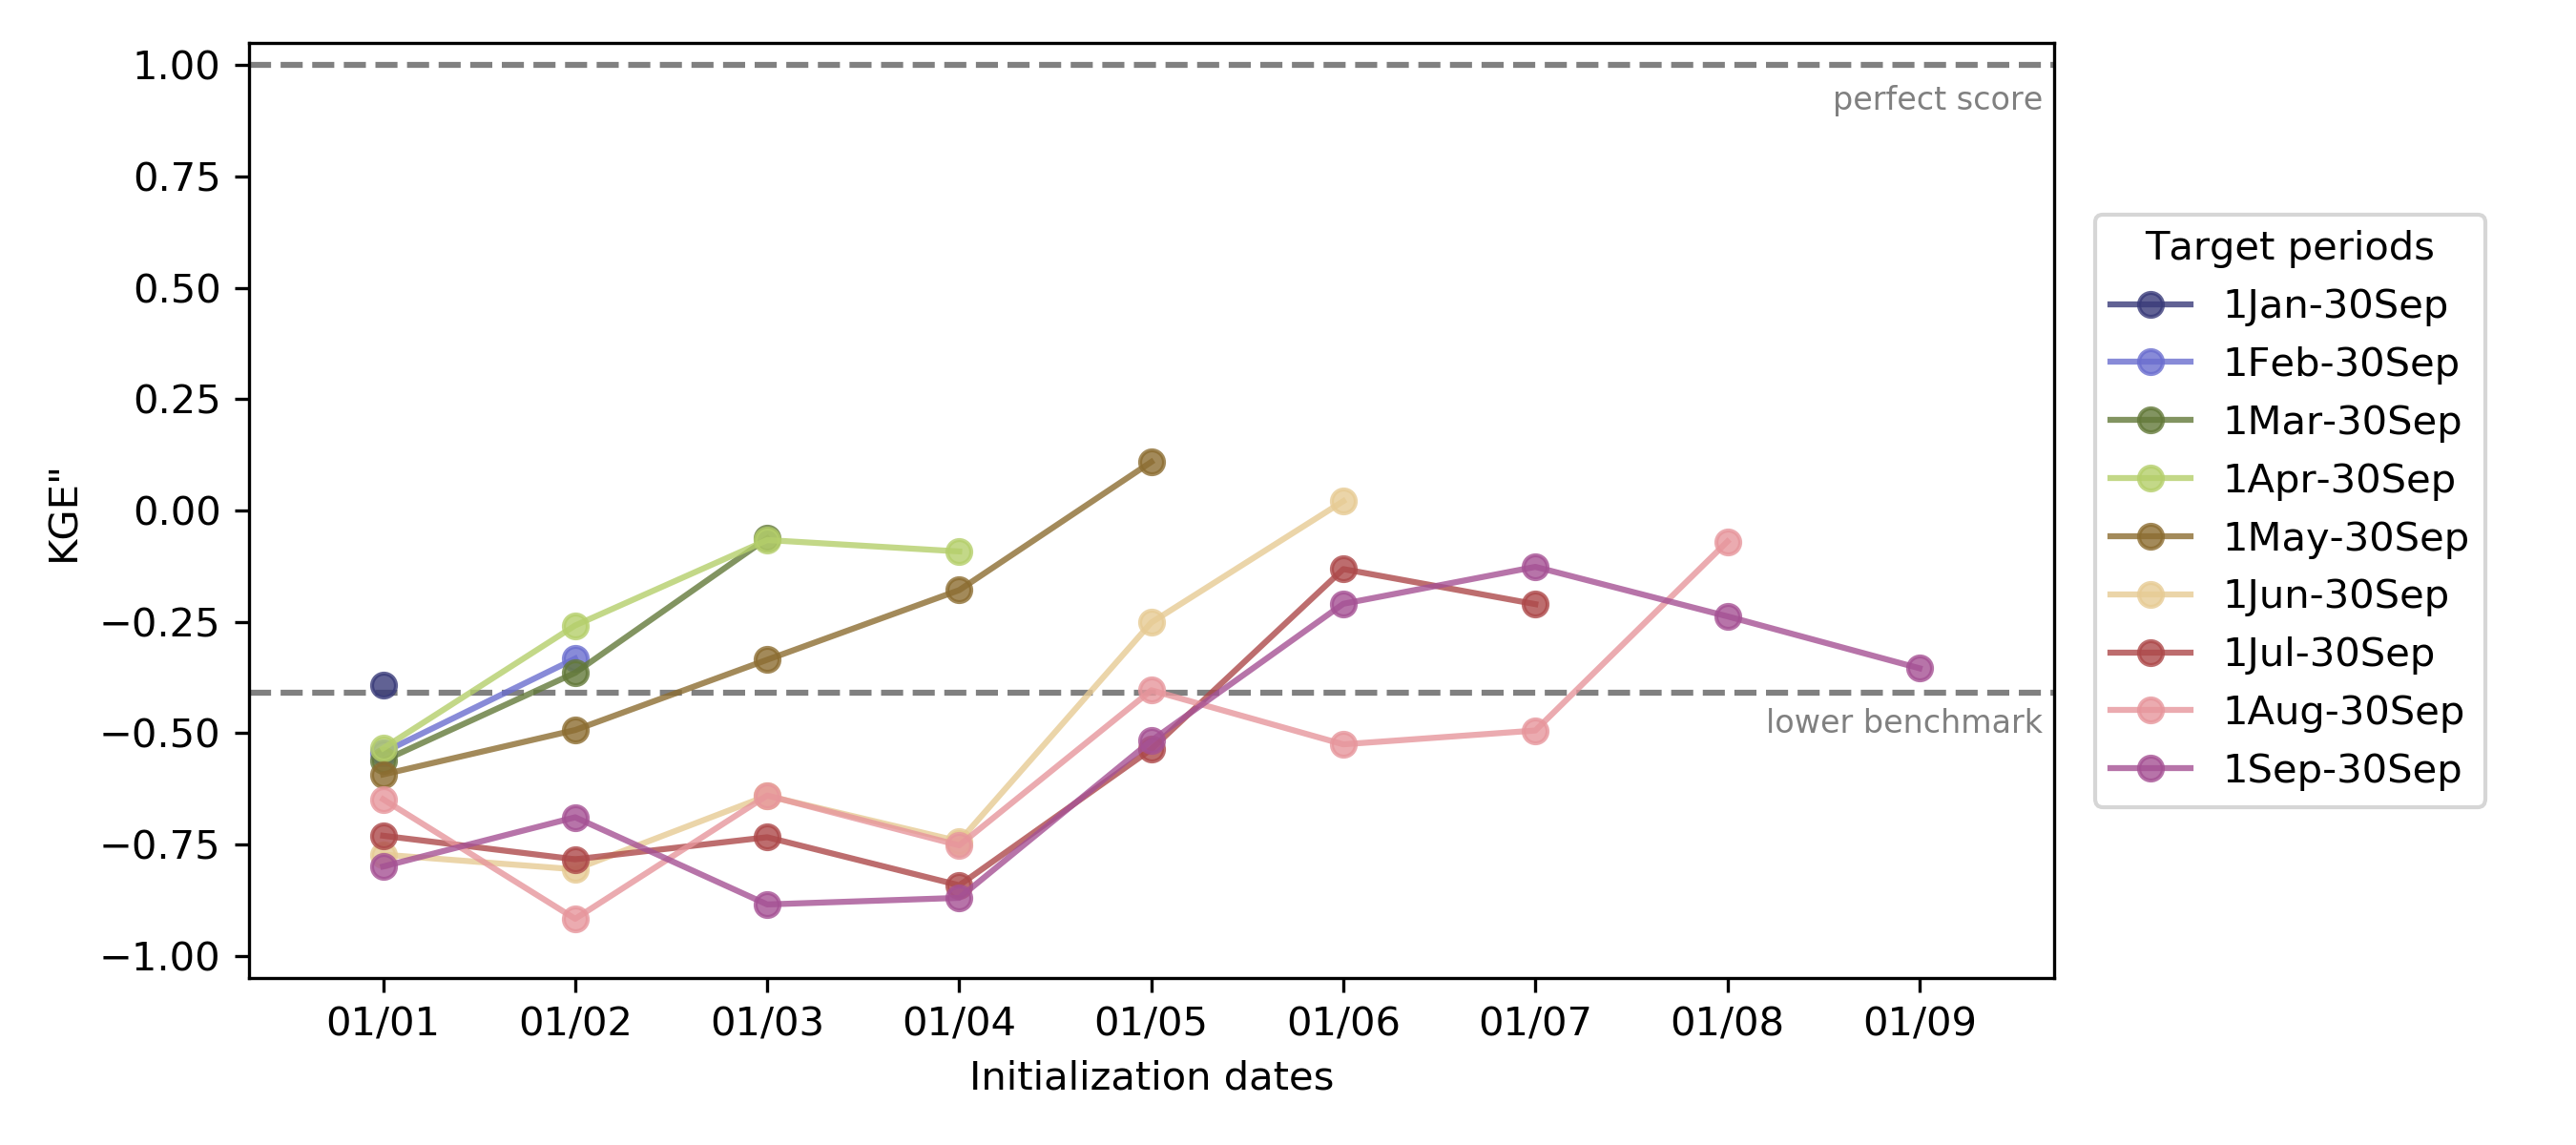 1.00
perfect score
0.75
0.50
0.25
0.00
−0.25
−0.50
lower benchmark
−0.75
−1.00
KGE"
01/01 01/02 01/03 01/04 01/05 01/06 01/07 01/08 01/09
Initialization dates
Target periods
1Jan-30Sep
1Feb-30Sep
1Mar-30Sep
1Apr-30Sep
1May-30Sep
1Jun-30Sep
1Jul-30Sep
1Aug-30Sep
1Sep-30Sep